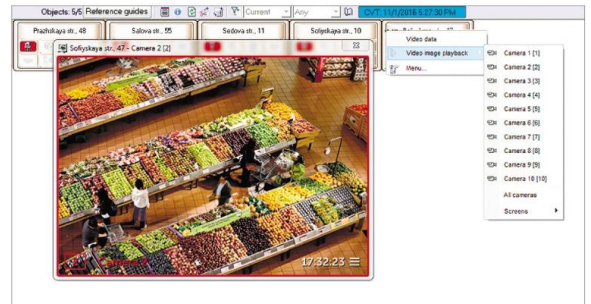 Objects: 5/5 Reference guides Current Any CVT: 11/1/2016 5:27:30 PM
Prazhskaya str., 48 Salova str., 55 Sedova str., 11 Sofiyskaya str., 10
Sofiyskaya str., 47 - Camera 2 [2]
Video data
Video image playback
Menu...
Camera 1 [1]
Camera 2 [2]
Camera 3 [3]
Camera 4 [4]
Camera 5 [5]
Camera 6 [6]
Camera 7 [7]
Camera 8 [8]
Camera 9 [9]
Camera 10 [10]
All cameras
Screens
17:32:23